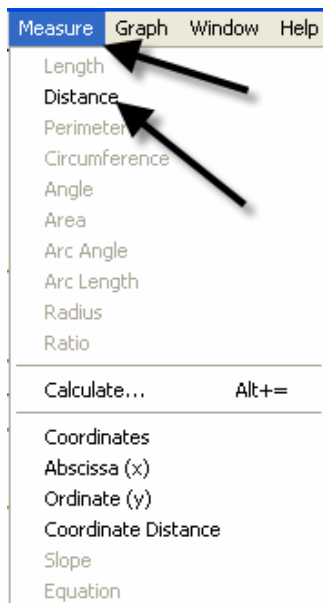 Measure Graph Window Help
Length
Distance
Perimeter
Circumference
Angle
Area
Arc Angle
Arc Length
Radius
Ratio
Calculate... Alt+=
Coordinates
Abscissa (x)
Ordinate (y)
Coordinate Distance
Slope
Equation